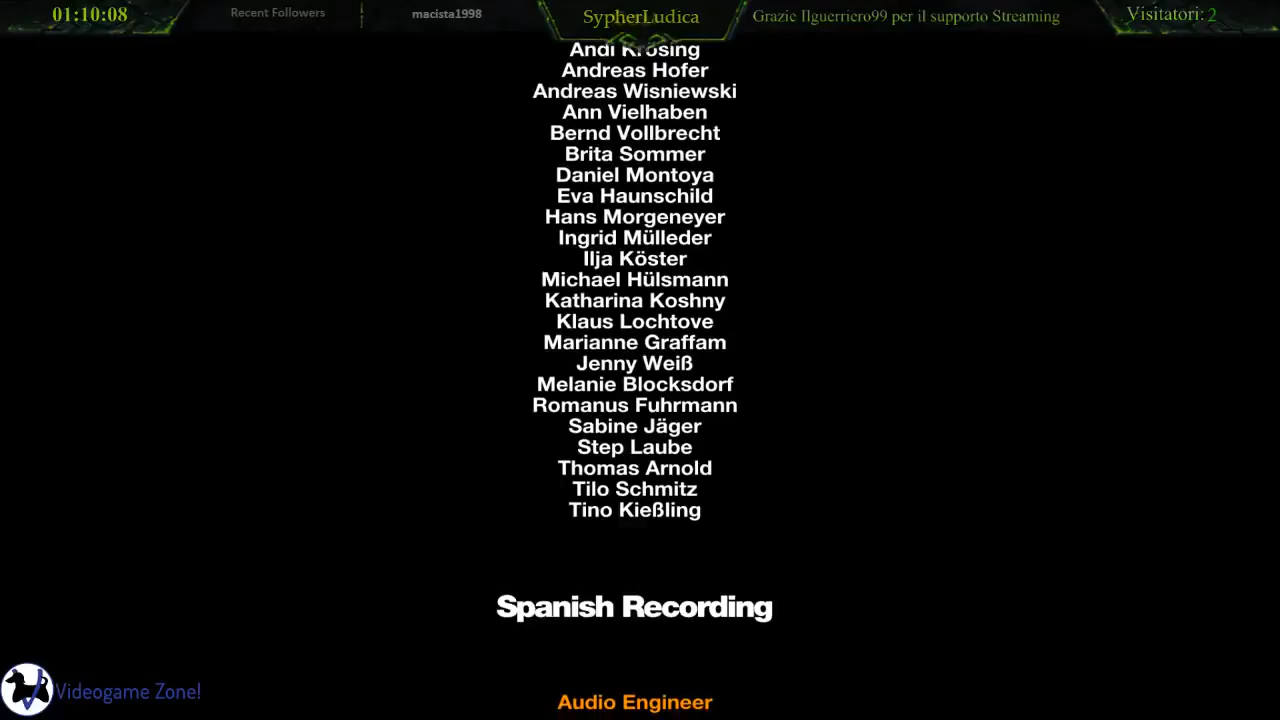 01:10:08
Recent Followers
macista1998
SypherLudica
Grazie Ilguerriero99 per il supporto Streaming
Visitatori: 2
Andi Krösing
Andreas Hofer
Andreas Wisniewski
Ann Vielhaben
Bernd Vollbrecht
Brita Sommer
Daniel Montoya
Eva Haunschild
Hans Morgeneyer
Ingrid Mülleder
Ilja Köster
Michael Hülsmann
Katharina Koshny
Klaus Lochtove
Marianne Graffam
Jenny Weiß
Melanie Blocksdorf
Romanus Fuhrmann
Sabine Jäger
Step Laube
Thomas Arnold
Tilo Schmitz
Tino Kießling
Spanish Recording
Videogame Zone!
Audio Engineer